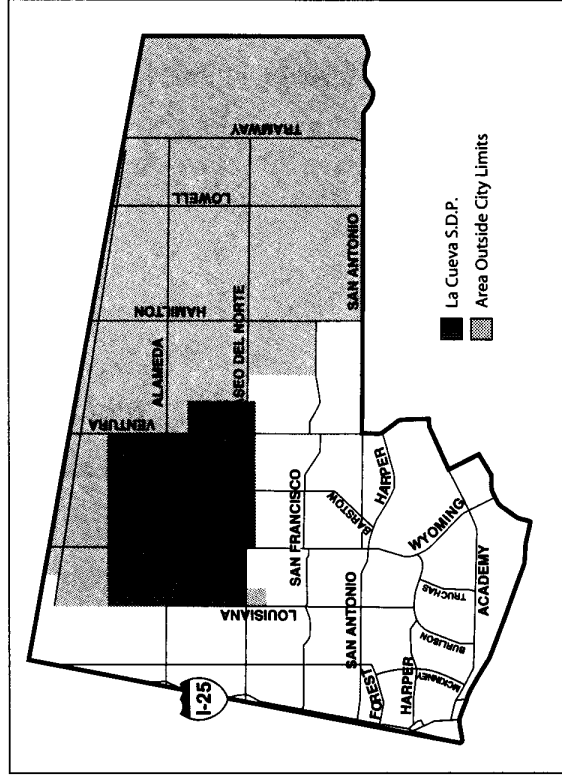 I-25
LOUISIANA
VENTURA
HAMILTON
LOWELL
TRAMWAY
ALAMEDA
ASEO DEL NORTE
SAN FRANCISCO
SAN ANTONIO
SAN ANTONIO
BARSTOW
HARPER
WYOMING
FOREST
HARPER
TRUCHAS
BURLISON
MCKINNEY
ACADEMY
La Cueva S.D.P.
Area Outside City Limits